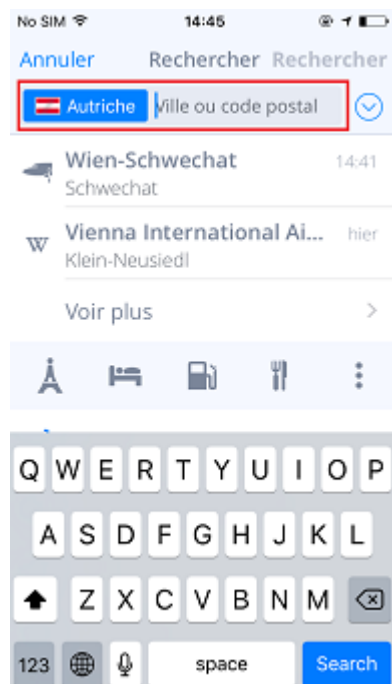 No SIM 14:45
Annuler Rechercher Rechercher
Autriche Ville ou code postal
Wien-Schwechat 14:41
Schwechat
W Vienna International Ai... hier
Klein-Neusiedl
Voir plus
Q W E R T Y U I O P
A S D F G H J K L
Z X C V B N M
123 space Search